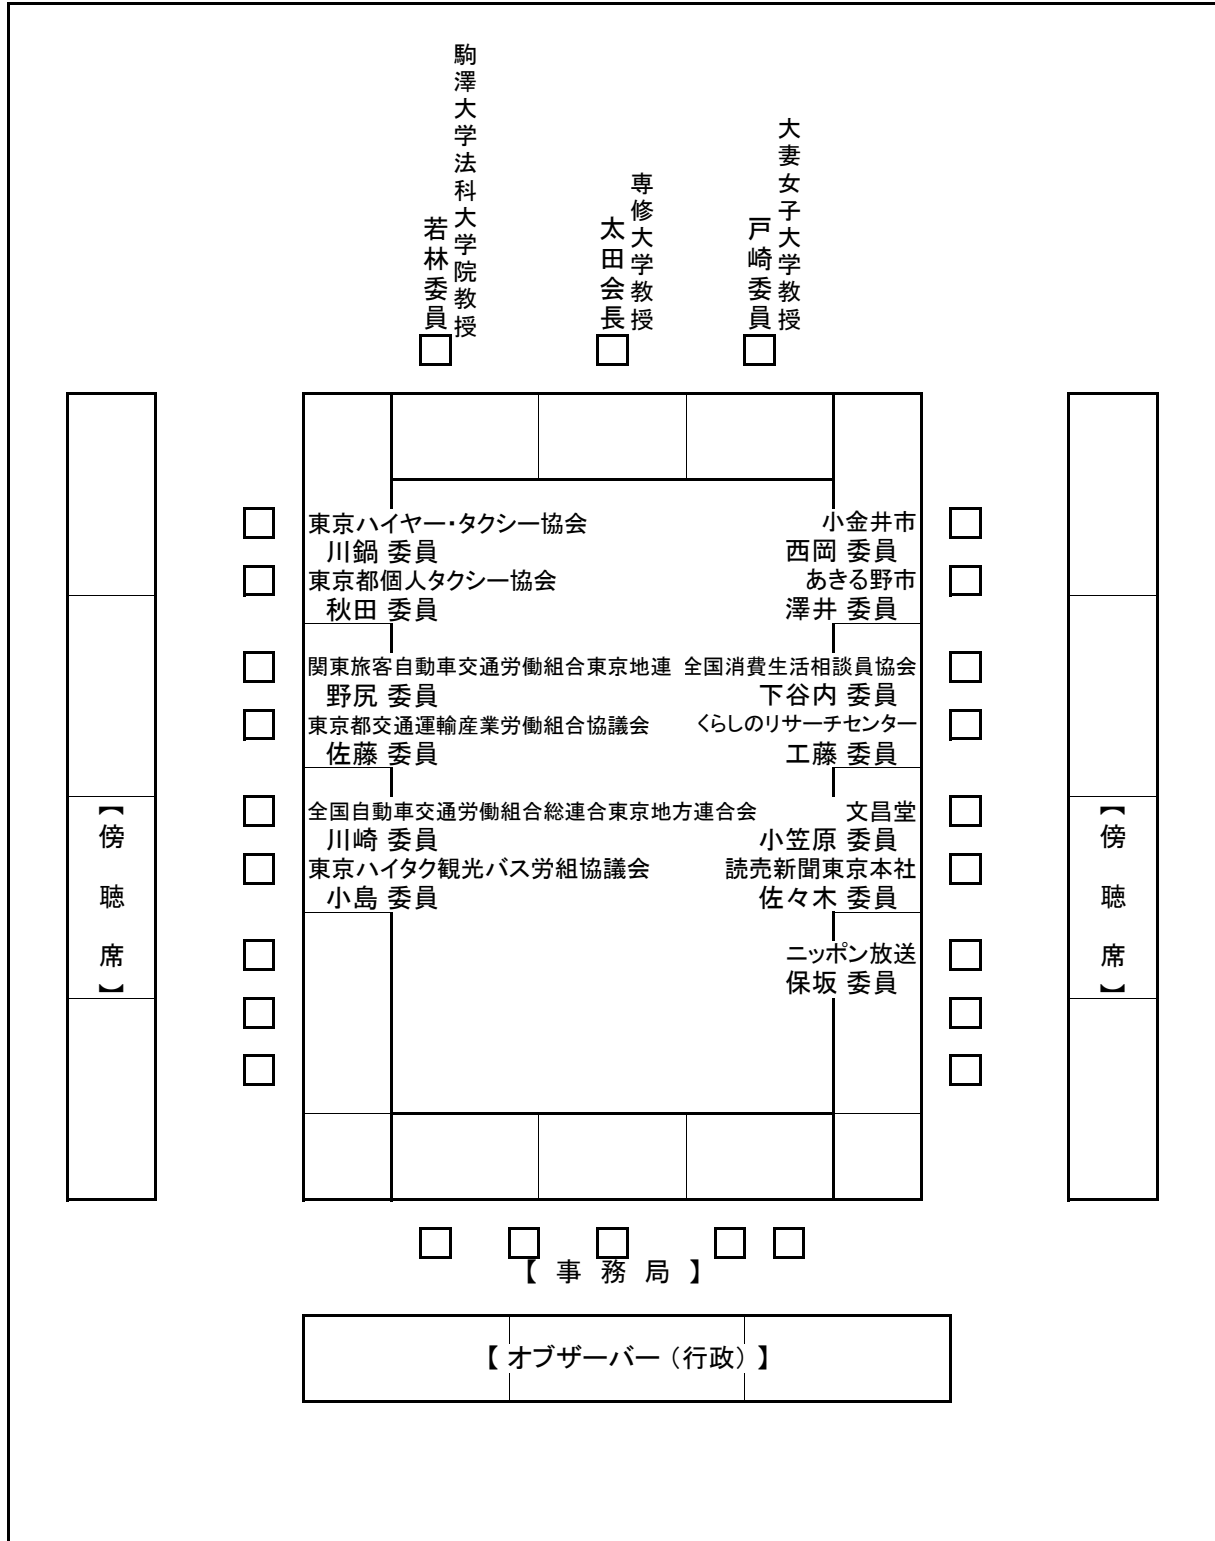 駒澤大学法科大学院教授
若林委員
専修大学教授
太田会長
大妻女子大学教授
戸崎委員
東京ハイヤー・タクシー協会
川鍋 委員
東京都個人タクシー協会
秋田 委員
関東旅客自動車交通労働組合東京地連
野尻 委員
東京都交通運輸産業労働組合協議会
佐藤 委員
全国自動車交通労働組合総連合東京地方連合会
川崎 委員
東京ハイタク観光バス労組協議会
小島 委員
小金井市
西岡 委員
あきる野市
澤井 委員
全国消費生活相談員協会
下谷内 委員
くらしのリサーチセンター
工藤 委員
文昌堂
小笠原 委員
読売新聞東京本社
佐々木 委員
ニッポン放送
保坂 委員
【傍聴席】
【傍聴席】
【 事 務 局 】
【 オブザーバー（行政） 】